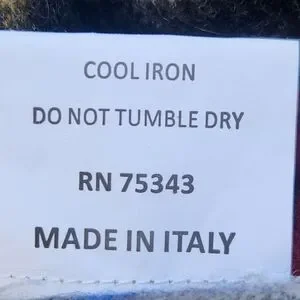 COOL IRON
DO NOT TUMBLE DRY
RN 75343
MADE IN ITALY